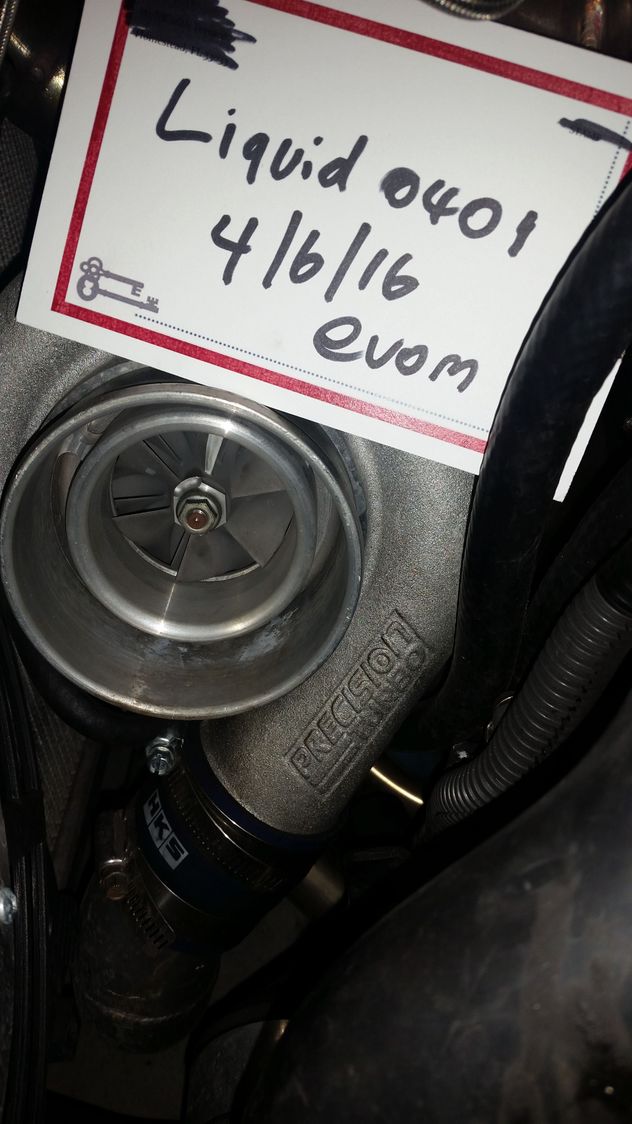 Liquid 0401
4/6/16
evom
PRECISION
TURBO
HKS